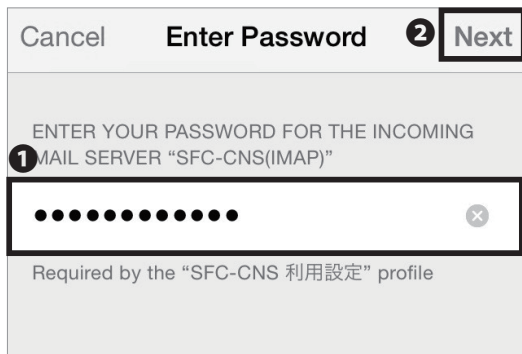 Cancel Enter Password ❷ Next
ENTER YOUR PASSWORD FOR THE INCOMING
❶ MAIL SERVER “SFC-CNS(IMAP)”
●●●●●●●●●●●●
Required by the “SFC-CNS 利用設定” profile